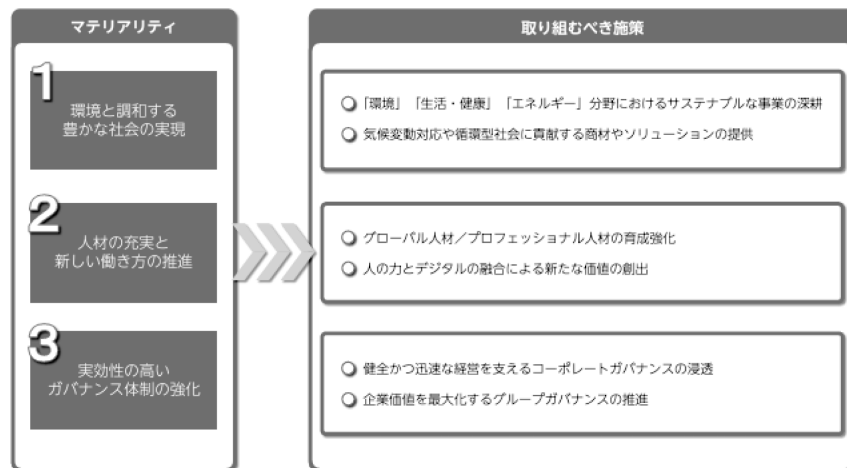 マテリアリティ
取り組むべき施策
1
環境と調和する
豊かな社会の実現
○「環境」「生活・健康」「エネルギー」分野におけるサステナブルな事業の深耕
○ 気候変動対応や循環型社会に貢献する商材やソリューションの提供
2
人材の充実と
新しい働き方の推進
○ グローバル人材／プロフェッショナル人材の育成強化
○ 人の力とデジタルの融合による新たな価値の創出
3
実効性の高い
ガバナンス体制の強化
○ 健全かつ迅速な経営を支えるコーポレートガバナンスの浸透
○ 企業価値を最大化するグループガバナンスの推進